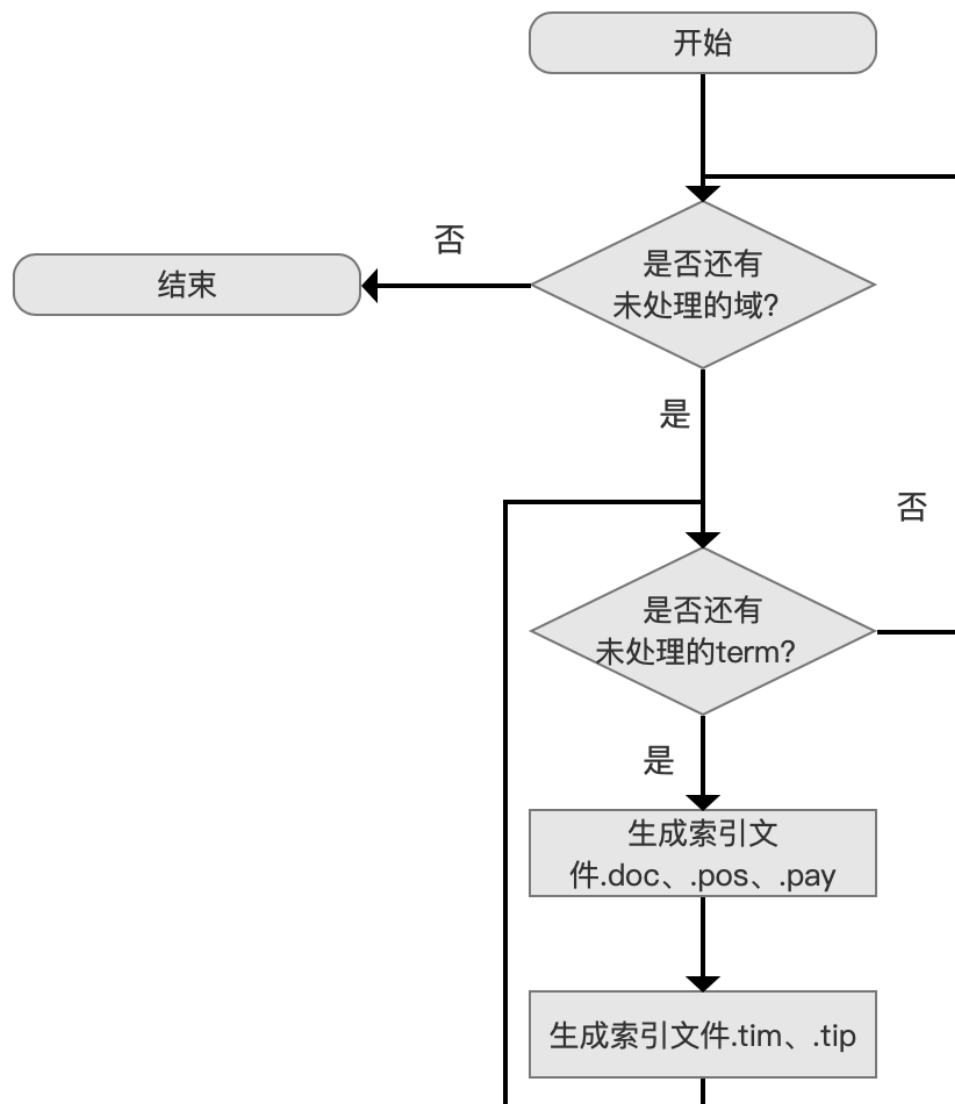 开始
否
是否还有
未处理的域?
结束
是
否
是否还有
未处理的term?
是
生成索引文
件.doc、.pos、.pay
生成索引文件.tim、.tip